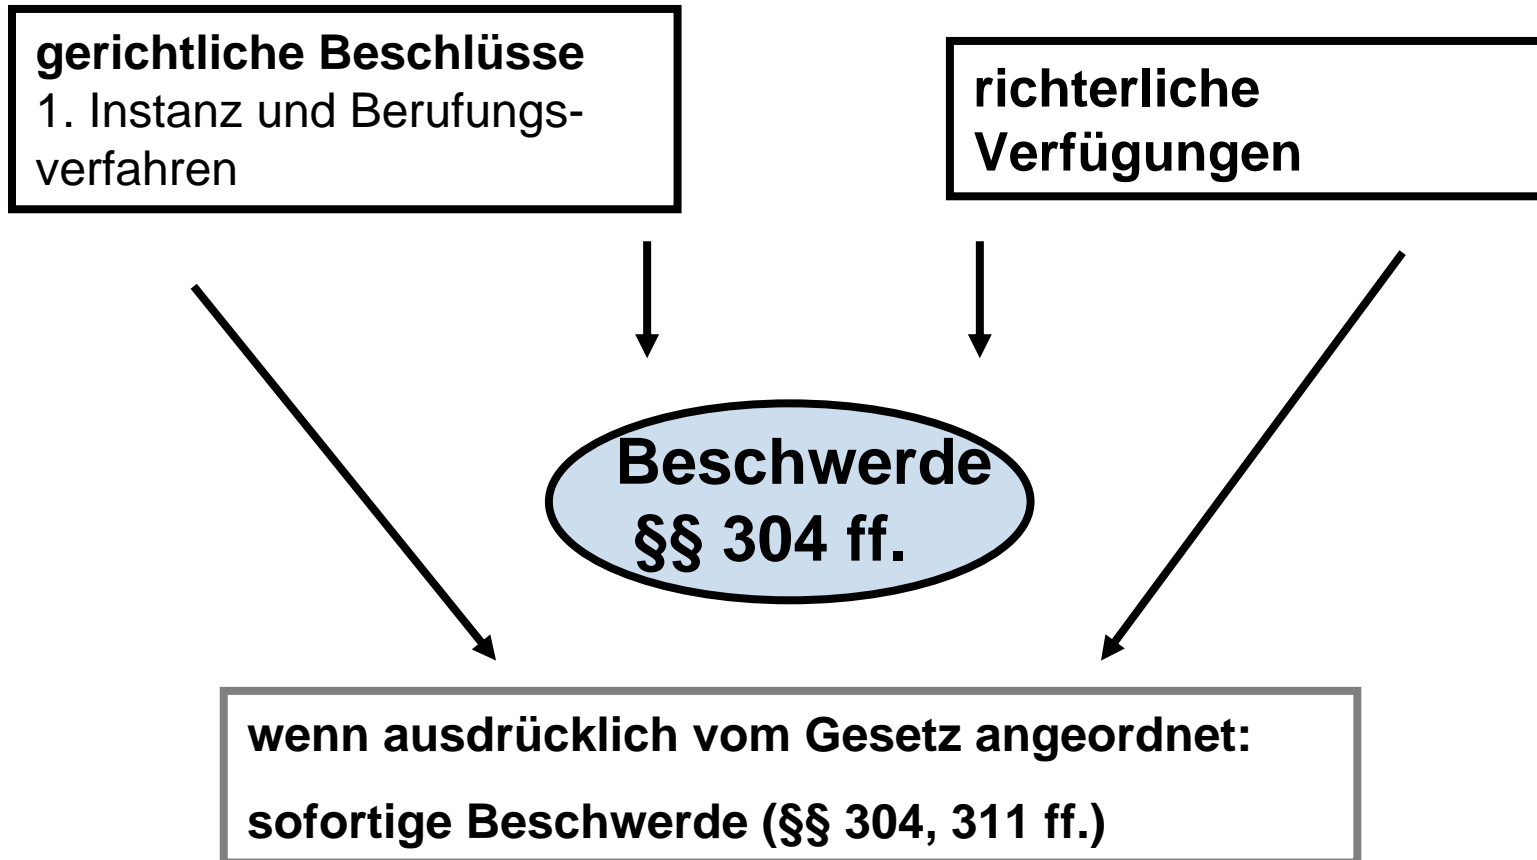 gerichtliche Beschlüsse
1. Instanz und Berufungs-
verfahren
richterliche
Verfügungen
Beschwerde
§§ 304 ff.
wenn ausdrücklich vom Gesetz angeordnet:
sofortige Beschwerde (§§ 304, 311 ff.)